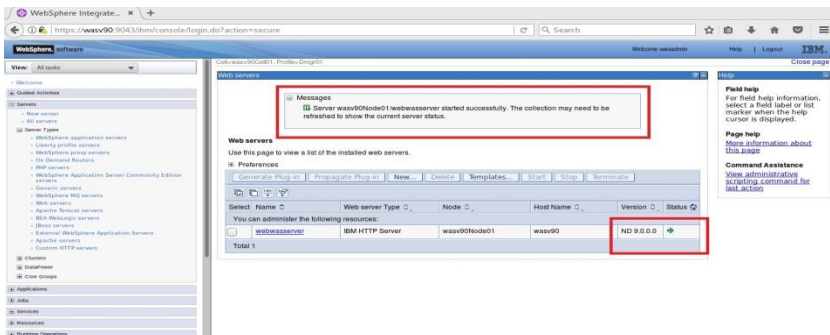 WebSphere Integrate... × +
https://wasv90:9043/ibm/console/login.do?action=secure
Search
WebSphere. software
Welcome wasadmin
Help | Logout
IBM.
View: All tasks
Cell=wasv90Cell01, Profile=Dmgr01
Close page
Welcome
Guided Activities
Servers
New server
All servers
Server Types
WebSphere application servers
Liberty profile servers
WebSphere proxy servers
On Demand Routers
PHP servers
WebSphere Application Server Community Edition
servers
Generic servers
WebSphere MQ servers
Web servers
Apache Tomcat servers
BEA WebLogic servers
JBoss servers
External WebSphere Application Servers
Apache servers
Custom HTTP servers
Clusters
DataPower
Core Groups
Applications
Jobs
Services
Resources
Runtime Operations
Web servers
Messages
Server wasv90Node01/webwasserver started successfully. The collection may need to be
refreshed to show the current server status.
Web servers
Use this page to view a list of the installed web servers.
Preferences
Generate Plug-in Propagate Plug-in New... Delete Templates... Start Stop Terminate
Select Name Web server Type Node Host Name Version Status
You can administer the following resources:
webwasserver IBM HTTP Server wasv90Node01 wasv90 ND 9.0.0.0
Total 1
Help
Field help
For field help information,
select a field label or list
marker when the help
cursor is displayed.
Page help
More information about
this page
Command Assistance
View administrative
scripting command for
last action